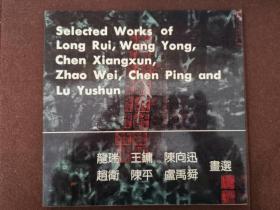 Selected Works of
Long Rui, Wang Yong,
Chen Xiangxun,
Zhao Wei, Chen Ping and
Lu Yushun
龍瑞 王鏞 陳向迅
趙衛 陳平 盧禹舜 畫選